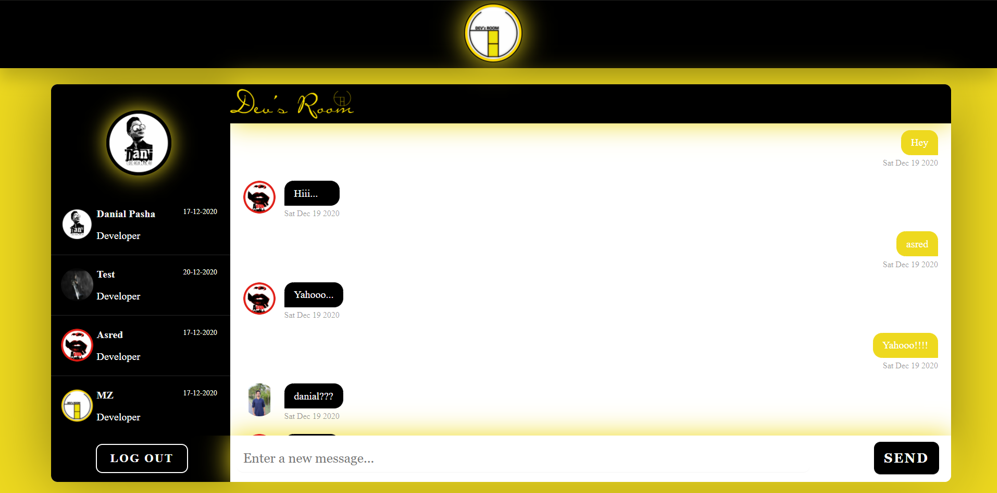 DEV's ROOM
Dev's Room
an
Danial Pasha 17-12-2020
Developer
Test 20-12-2020
Developer
Asred 17-12-2020
Developer
MZ 17-12-2020
Developer
LOG OUT
Hey
Sat Dec 19 2020
Hiii...
Sat Dec 19 2020
asred
Sat Dec 19 2020
Yahooo...
Sat Dec 19 2020
Yahooo!!!!
Sat Dec 19 2020
danial???
Sat Dec 19 2020
Enter a new message...
SEND